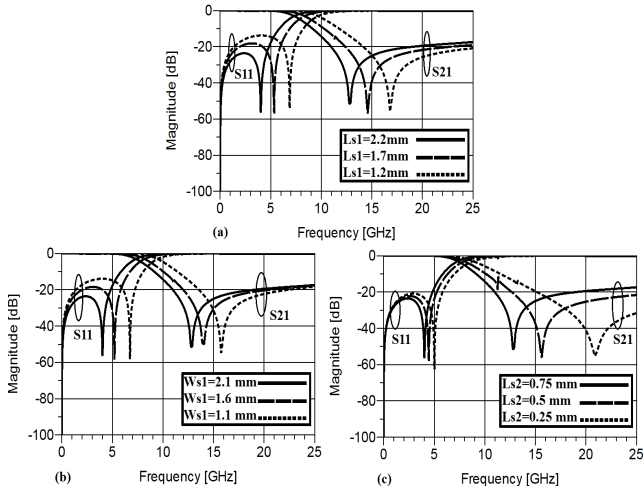 0
-20
-40
-60
-80
-100
Magnitude [dB]
S11
S21
Ls1=2.2mm
Ls1=1.7mm
Ls1=1.2mm
0 5 10 15 20 25
(a) Frequency [GHz]
0
-20
-40
-60
-80
-100
Magnitude [dB]
S11
S21
Ws1=2.1 mm
Ws1=1.6 mm
Ws1=1.1 mm
0 5 10 15 20 25
(b) Frequency [GHz]
0
-20
-40
-60
-80
-100
Magnitude [dB]
S11
S21
Ls2=0.75 mm
Ls2=0.5 mm
Ls2=0.25 mm
0 5 10 15 20 25
Frequency [GHz]
(c)